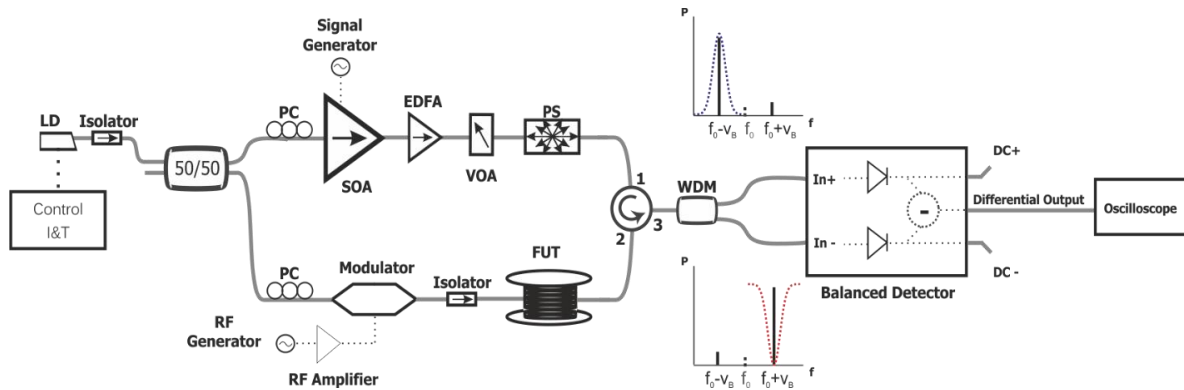 Signal
Generator
P
f₀-νB
f₀
f₀+νB
f
LD
Isolator
PC
EDFA
PS
50/50
SOA
VOA
Control
I&T
1
2
3
WDM
In+
In -
-
DC+
Differential Output
DC -
Oscilloscope
Balanced Detector
PC
Modulator
Isolator
FUT
RF
Generator
RF Amplifier
P
f₀-νB
f₀
f₀+νB
f